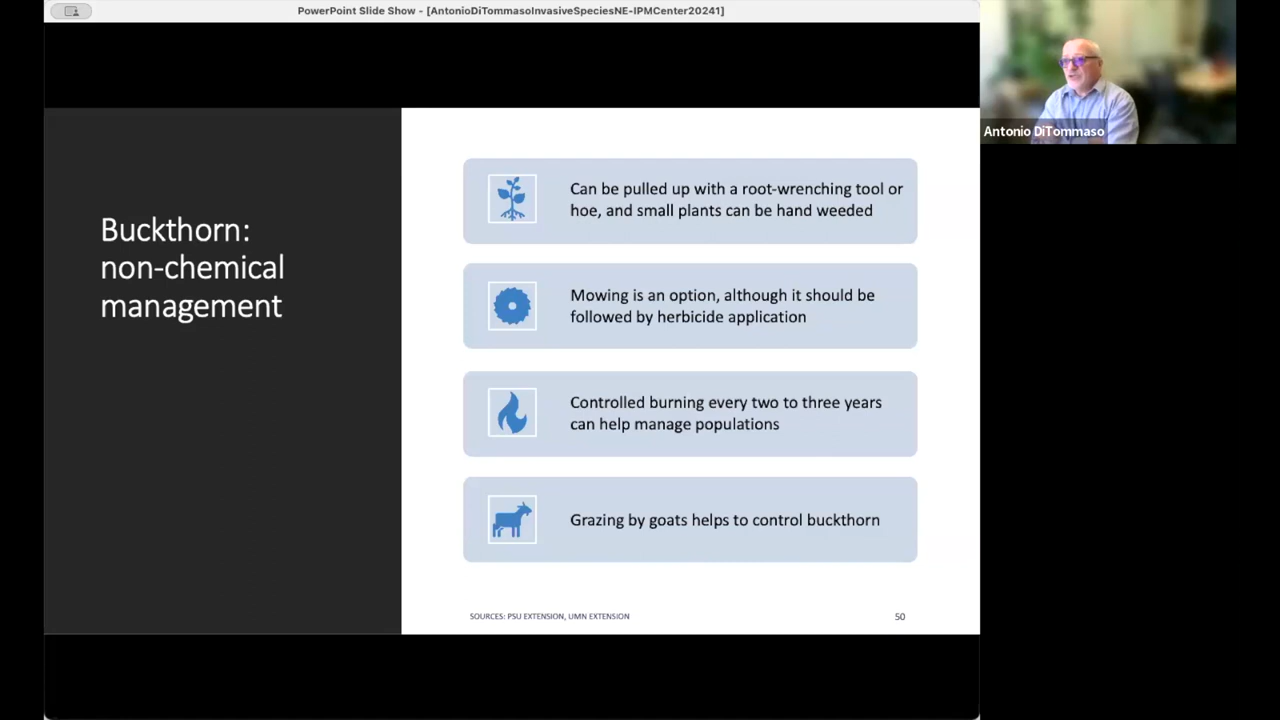 PowerPoint Slide Show - [AntonioDiTommasoInvasiveSpeciesNE-IPMCenter20241]
Antonio DiTommaso
Buckthorn:
non-chemical
management
Can be pulled up with a root-wrenching tool or
hoe, and small plants can be hand weeded
Mowing is an option, although it should be
followed by herbicide application
Controlled burning every two to three years
can help manage populations
Grazing by goats helps to control buckthorn
SOURCES: PSU EXTENSION, UMN EXTENSION
50